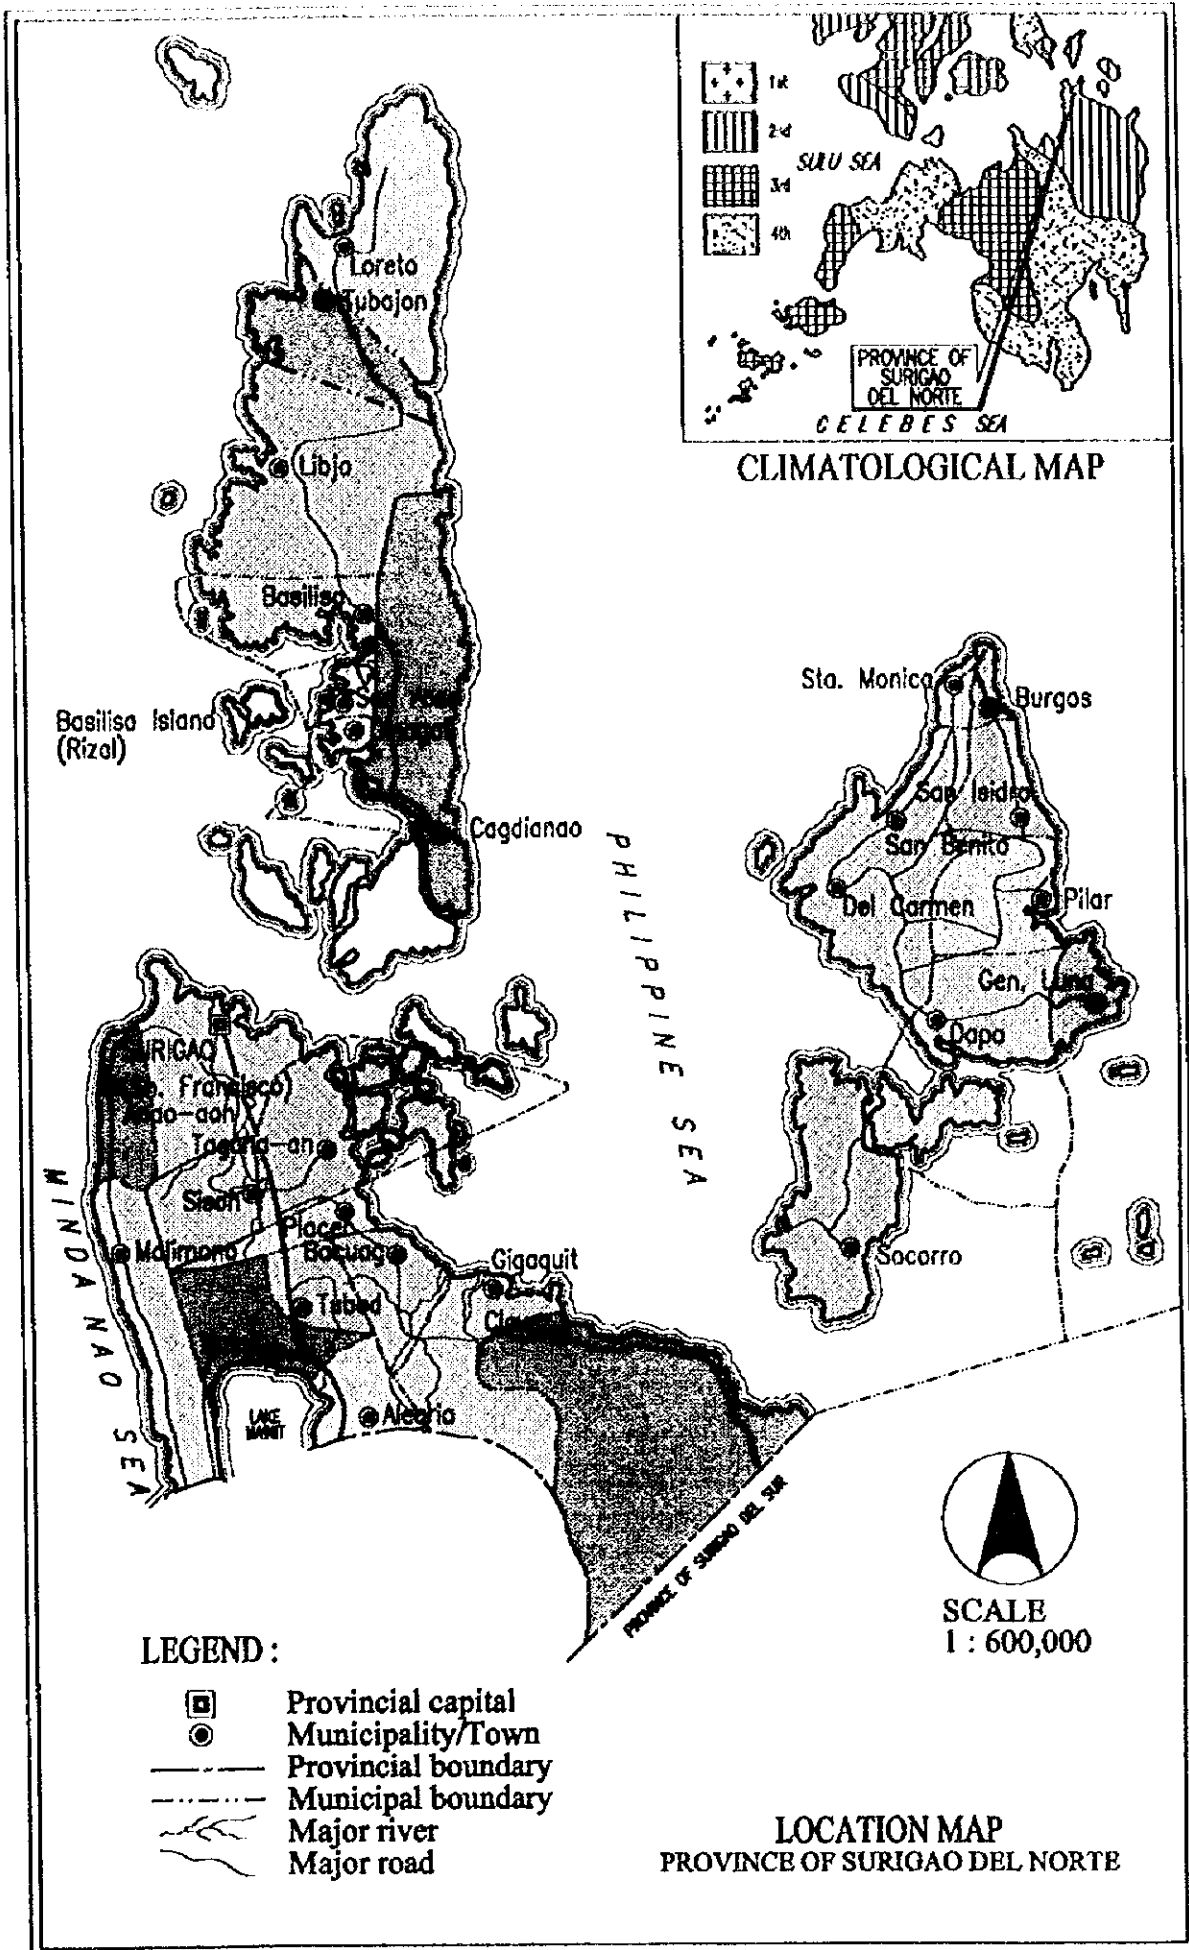 1st
2nd
3rd
4th
SULU SEA
PROVINCE OF
SURIGAO
DEL NORTE
CELEBES SEA
CLIMATOLOGICAL MAP
Loreto
Tubajon
Libjo
Basilisa
Basilisa Island
(Rizal)
Cagdianao
Sta. Monica
Burgos
San Isidro
San Benito
Del Carmen
Pilar
Gen. Luna
Dapa
Socorro
PHILIPPINE SEA
SURIGAO
Francisco)
Tagana-an
Sison
Placer
Malimono
Bacuag
Gigaquit
Tubod
Alegria
LAKE
MAINIT
MINDANAO SEA
PROVINCE OF SURIGAO DEL SUR
SCALE
1 : 600,000
LEGEND :
Provincial capital
Municipality/Town
Provincial boundary
Municipal boundary
Major river
Major road
LOCATION MAP
PROVINCE OF SURIGAO DEL NORTE